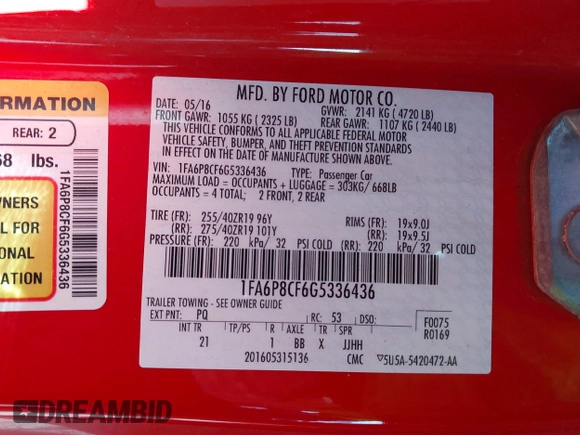 ORMATION
REAR: 2
68 lbs.
1FA6P8CF6G5336436
WNERS
L FOR
ONAL
TION
MFD. BY FORD MOTOR CO.
DATE: 05/16 GVWR: 2141 KG ( 4720 LB)
FRONT GAWR: 1055 KG ( 2325 LB) REAR GAWR: 1107 KG ( 2440 LB)
THIS VEHICLE CONFORMS TO ALL APPLICABLE FEDERAL MOTOR
VEHICLE SAFETY, BUMPER, AND THEFT PREVENTION STANDARDS
IN EFFECT ON THE DATE OF MANUFACTURE SHOWN ABOVE.
VIN: 1FA6P8CF6G5336436 TYPE: Passenger Car
MAXIMUM LOAD = OCCUPANTS + LUGGAGE = 303KG/ 668LB
OCCUPANTS = 4 TOTAL; 2 FRONT, 2 REAR
TIRE (FR): 255/40ZR19 96Y RIMS (FR): 19x9.0J
(RR): 275/40ZR19 101Y (RR): 19x9.5J
PRESSURE (FR): 220 kPa/ 32 PSI COLD (RR) 220 kPa/ 32 PSI COLD
1FA6P8CF6G5336436
TRAILER TOWING - SEE OWNER GUIDE
EXT PNT: PQ RC: 53 DSO: F0075
R0169
INT TR TP/PS R AXLE TR SPR
21 1 BB X JJHH
201605315136 CMC 5U5A-5420472-AA
DREAMBID